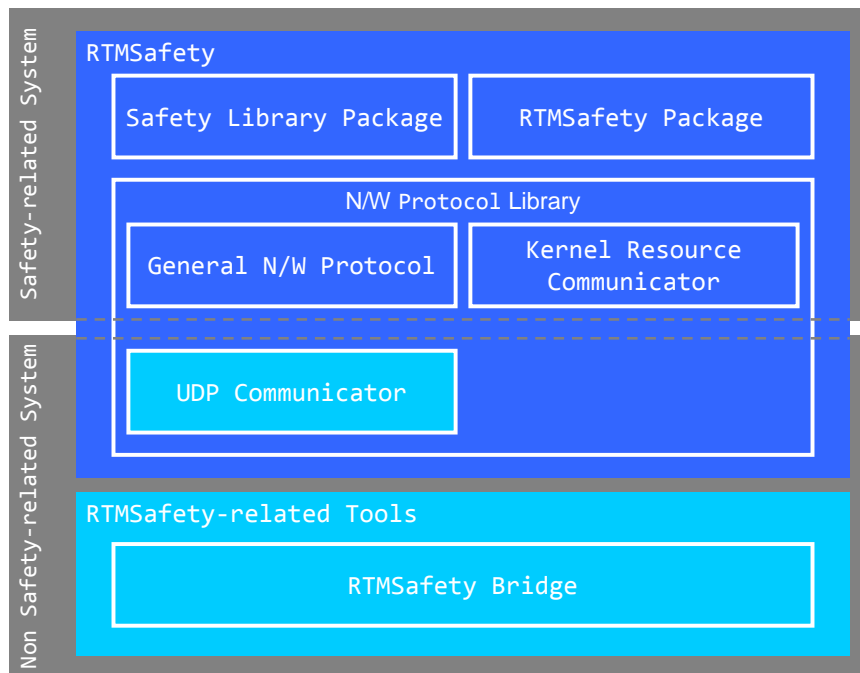 Safety-related System
RTMSafety
Safety Library Package
RTMSafety Package
N/W Protocol Library
General N/W Protocol
Kernel Resource
Communicator
Non Safety-related System
UDP Communicator
RTMSafety-related Tools
RTMSafety Bridge